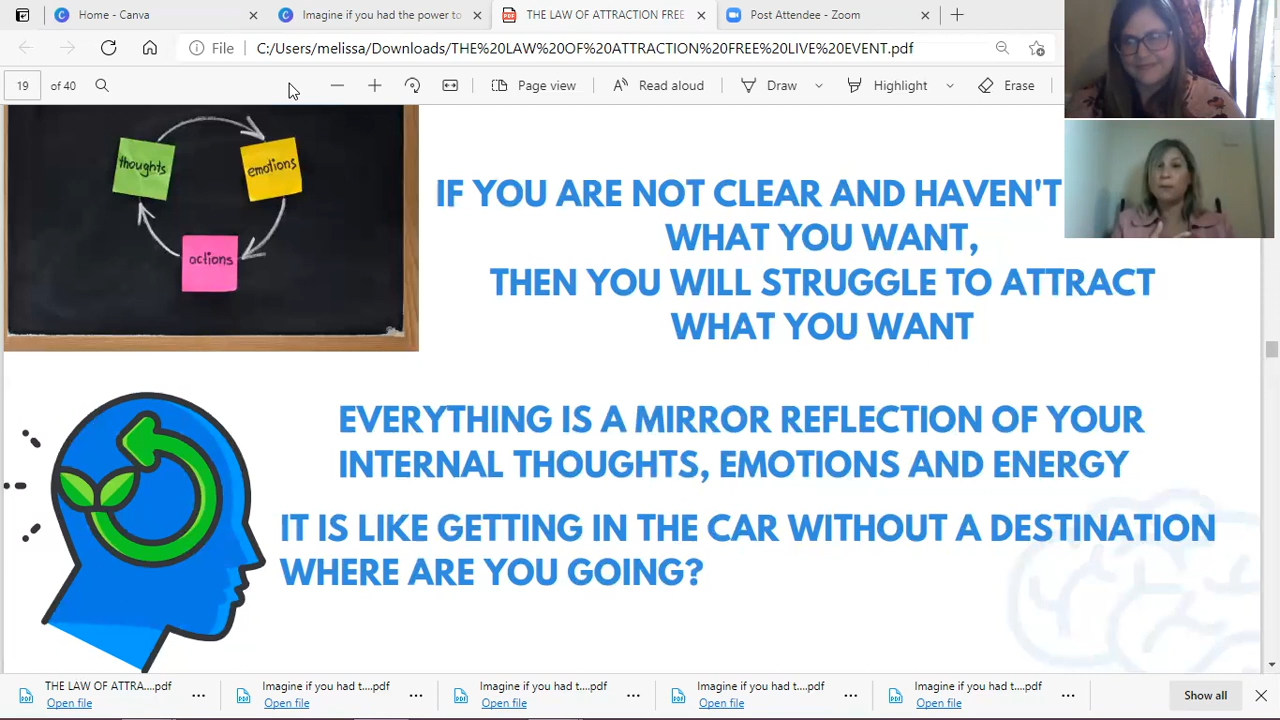 Home - Canva
Imagine if you had the power to
THE LAW OF ATTRACTION FREE
Post Attendee - Zoom
File
C:/Users/melissa/Downloads/THE%20LAW%20OF%20ATTRACTION%20FREE%20LIVE%20EVENT.pdf
19 of 40
Page view
Read aloud
Draw
Highlight
Erase
thoughts
emotions
actions
IF YOU ARE NOT CLEAR AND HAVEN'T
WHAT YOU WANT,
THEN YOU WILL STRUGGLE TO ATTRACT
WHAT YOU WANT
EVERYTHING IS A MIRROR REFLECTION OF YOUR
INTERNAL THOUGHTS, EMOTIONS AND ENERGY
IT IS LIKE GETTING IN THE CAR WITHOUT A DESTINATION
WHERE ARE YOU GOING?
THE LAW OF ATTRA....pdf
Open file
Imagine if you had t....pdf
Open file
Imagine if you had t....pdf
Open file
Imagine if you had t....pdf
Open file
Imagine if you had t....pdf
Open file
Show all